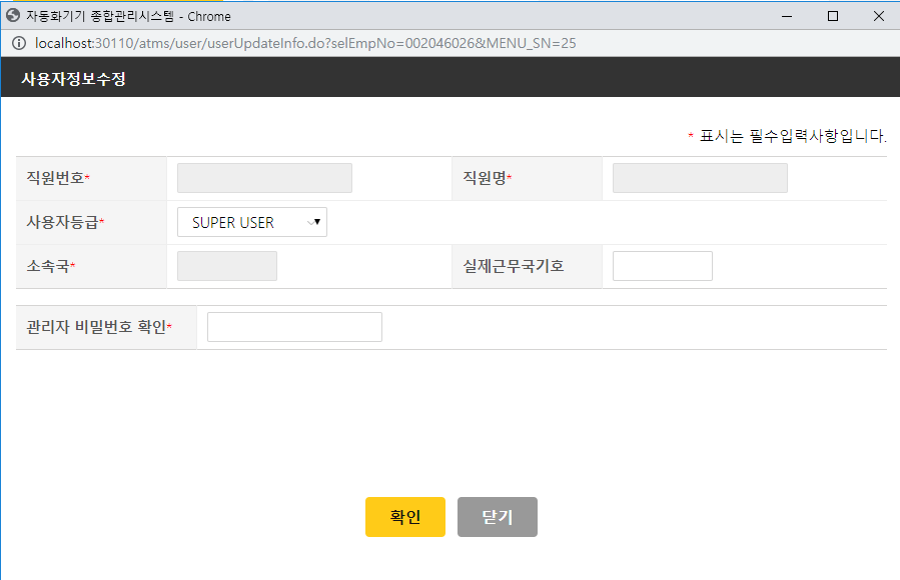 자동화기기 종합관리시스템 - Chrome
localhost:30110/atms/user/userUpdateInfo.do?selEmpNo=002046026&MENU_SN=25
사용자정보수정
* 표시는 필수입력사항입니다.
직원번호* 직원명*
사용자등급* SUPER USER
소속국* 실제근무국기호
관리자 비밀번호 확인*
확인 닫기